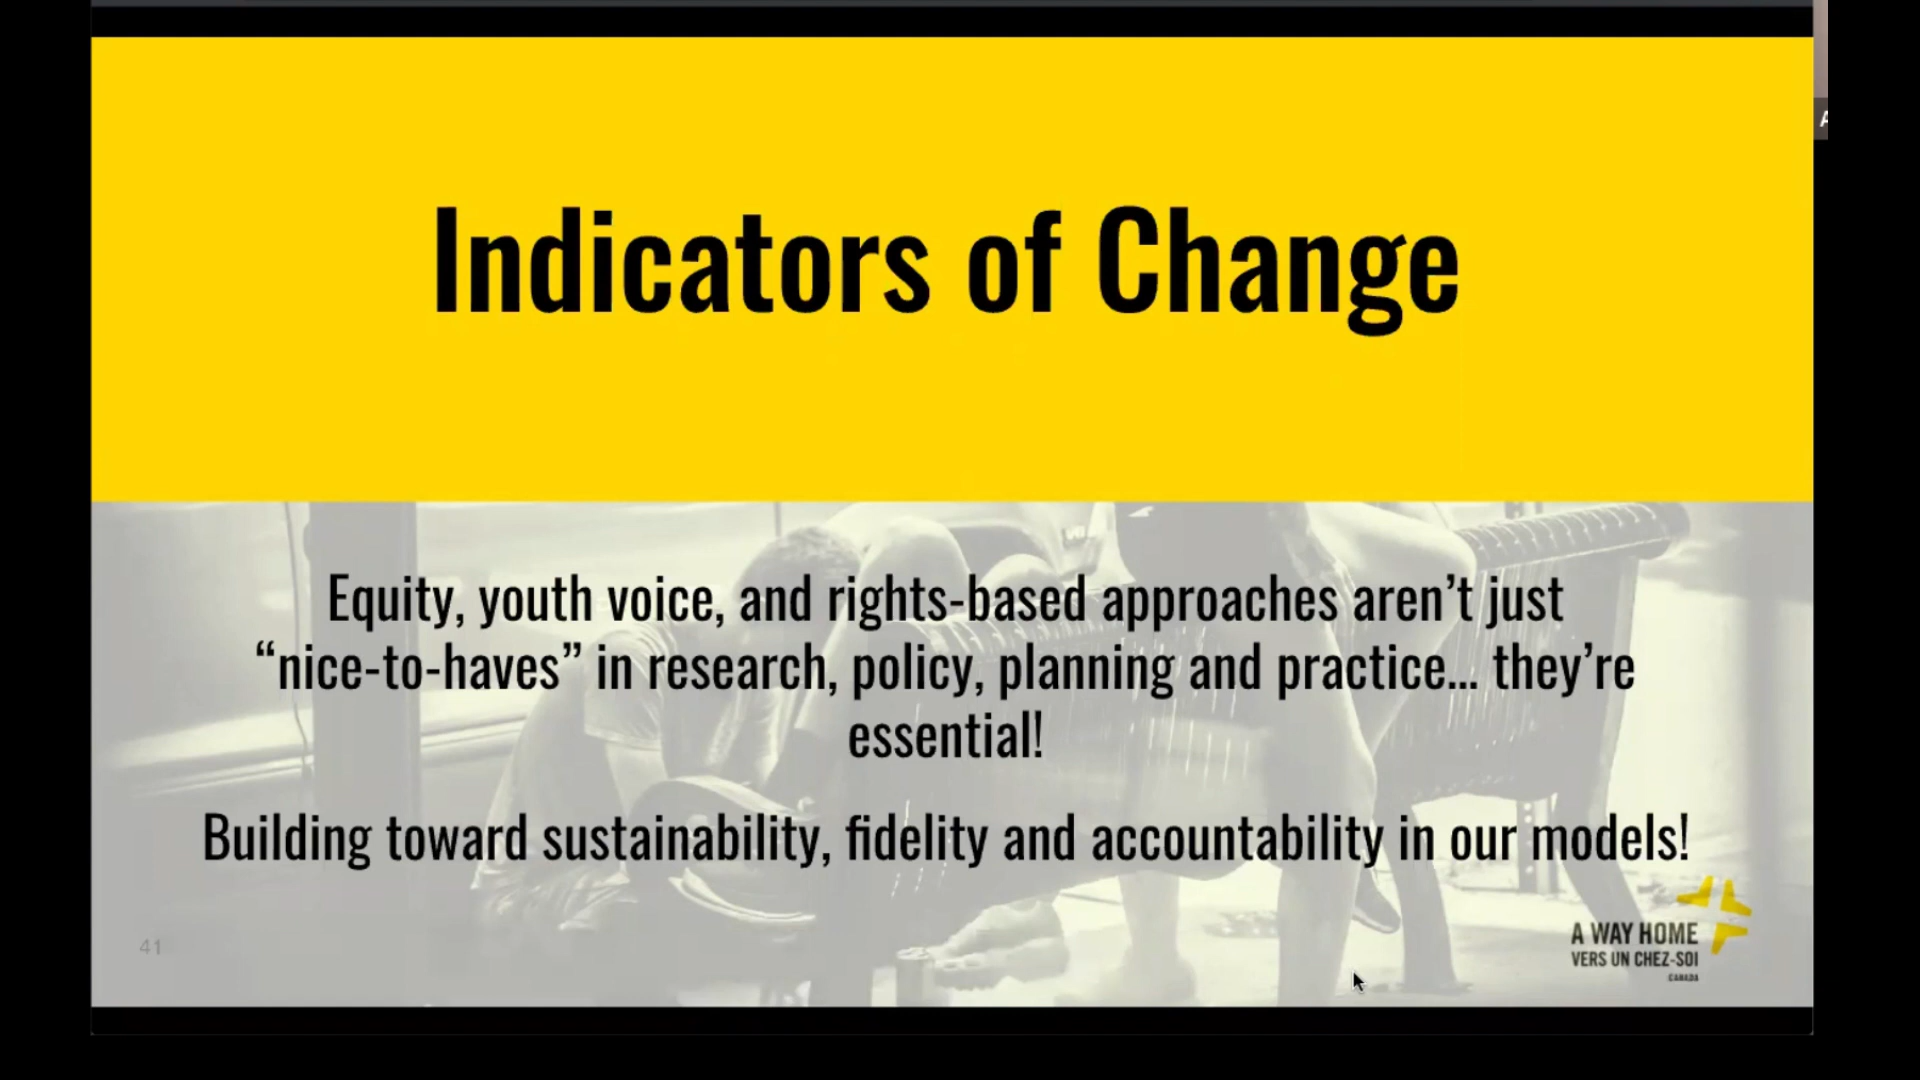 Indicators of Change
Equity, youth voice, and rights-based approaches aren’t just
“nice-to-haves” in research, policy, planning and practice... they’re
essential!
Building toward sustainability, fidelity and accountability in our models!
41
A WAY HOME
VERS UN CHEZ-SOI
CANADA